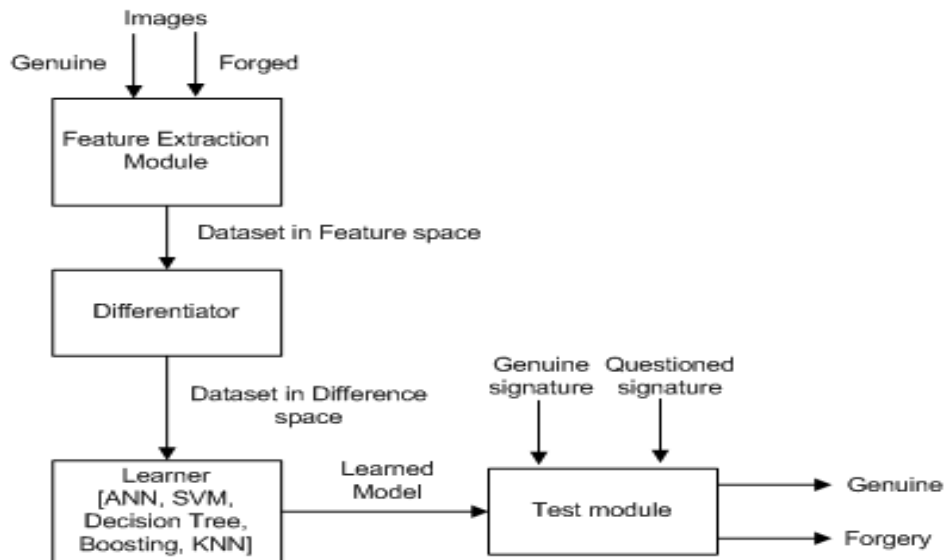 Images
Genuine
Forged
Feature Extraction
Module
Dataset in Feature space
Differentiator
Dataset in Difference
space
Genuine
signature
Questioned
signature
Learner
[ANN, SVM,
Decision Tree,
Boosting, KNN]
Learned
Model
Test module
Genuine
Forgery